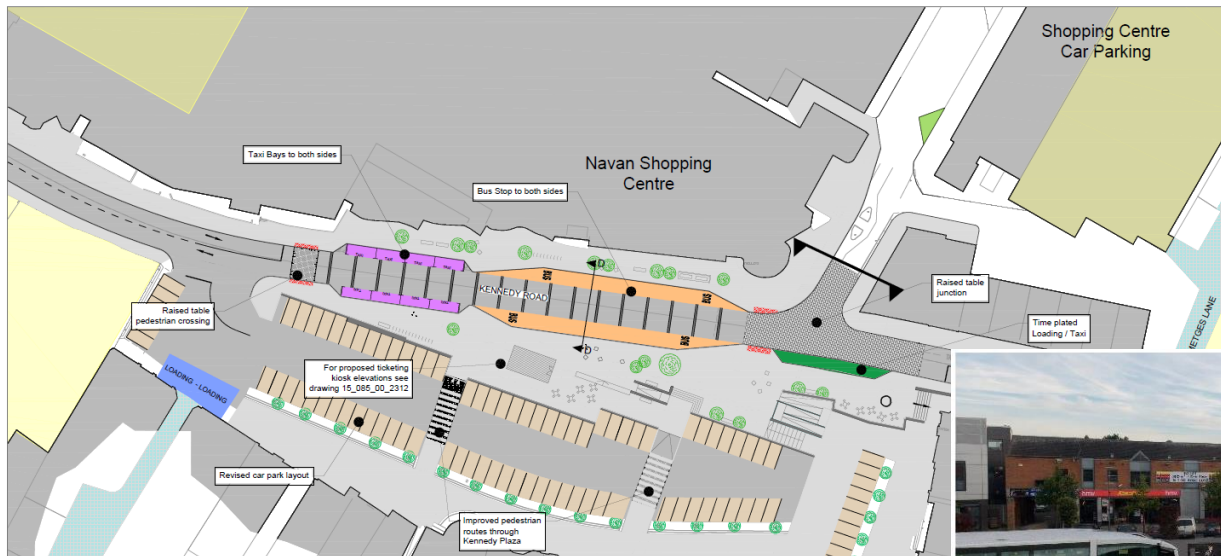 Shopping Centre
Car Parking
Taxi Bays to both sides
Navan Shopping
Centre
Bus Stop to both sides
BUS
BUS
KENNEDY ROAD
BUS
BUS
D
D
Raised table
pedestrian crossing
Raised table
junction
METGES LANE
Time plated
Loading / Taxi
For proposed ticketing
kiosk elevations see
drawing 15_085_00_2312
LOADING - LOADING
Revised car park layout
Improved pedestrian
routes through
Kennedy Plaza